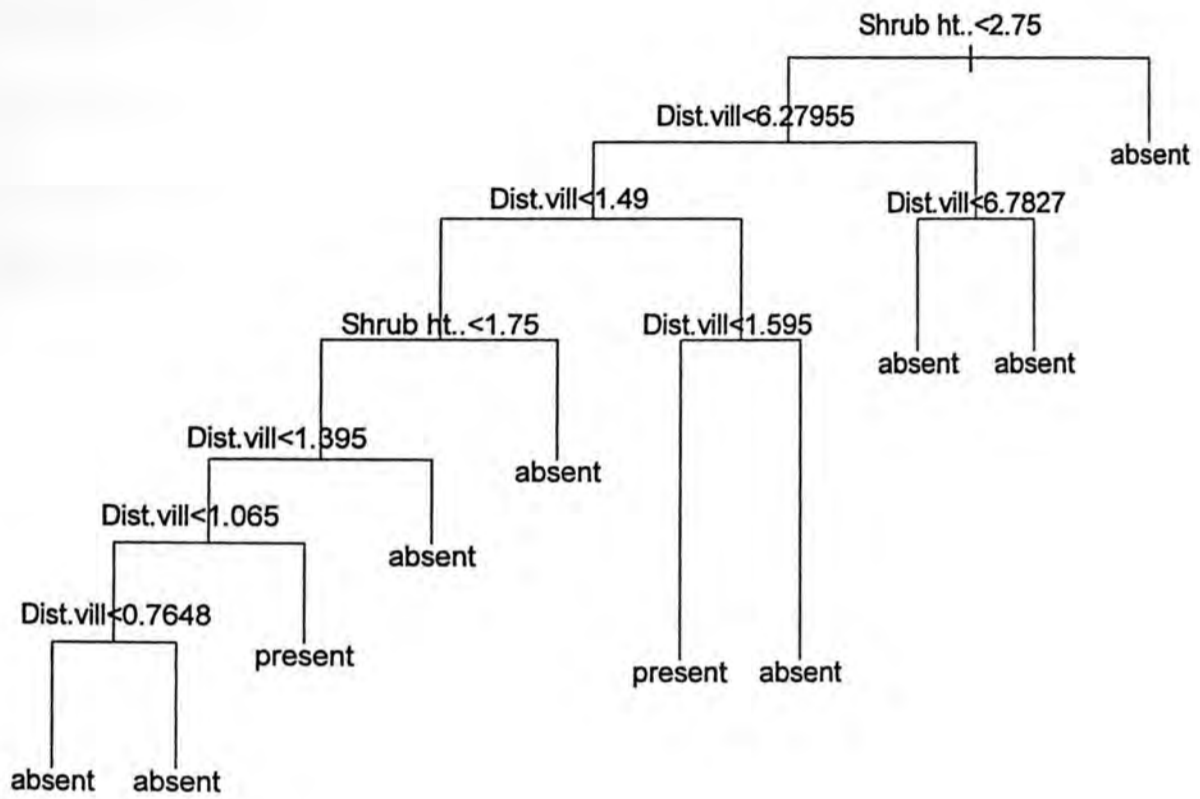 Shrub ht..<2.75
Dist.vill<6.27955
absent
Dist.vill<1.49
Dist.vill<6.7827
Shrub ht..<1.75
Dist.vill<1.595
absent
absent
Dist.vill<1.395
absent
Dist.vill<1.065
absent
Dist.vill<0.7648
present
present
absent
absent
absent